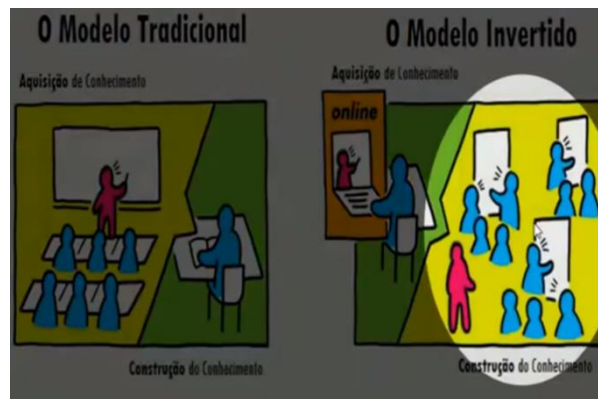 O Modelo Tradicional
Aquisição de Conhecimento
Construção do Conhecimento
O Modelo Invertido
Aquisição de Conhecimento
online
Construção do Conhecimento